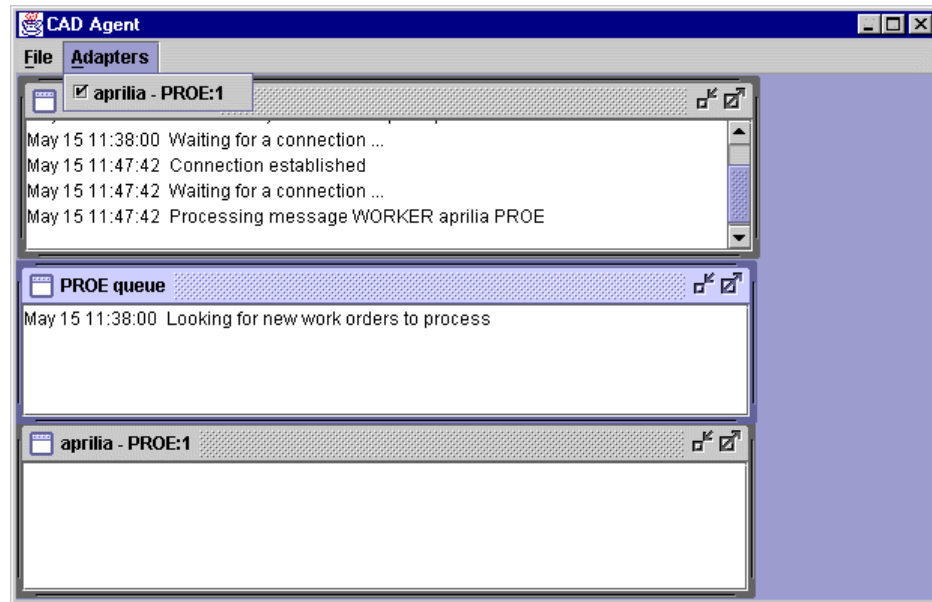 CAD Agent
File Adapters
aprilia - PROE:1
May 15 11:38:00 Waiting for a connection ...
May 15 11:47:42 Connection established
May 15 11:47:42 Waiting for a connection ...
May 15 11:47:42 Processing message WORKER aprilia PROE
PROE queue
May 15 11:38:00 Looking for new work orders to process
aprilia - PROE:1